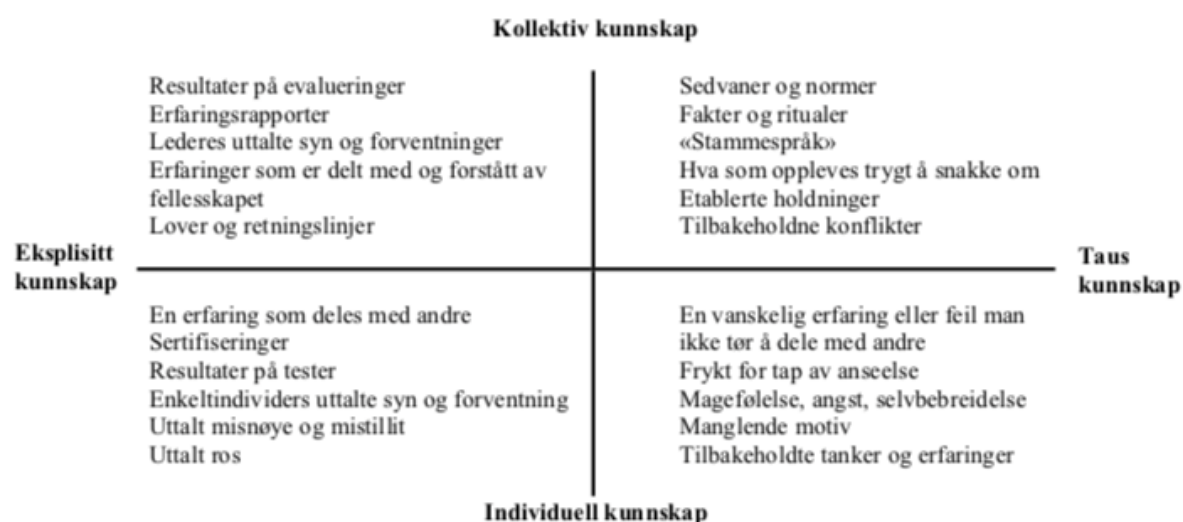 Kollektiv kunnskap
Resultater på evalueringer
Erfaringsrapporter
Lederes uttalte syn og forventninger
Erfaringer som er delt med og forstått av
fellesskapet
Lover og retningslinjer
Sedvaner og normer
Fakter og ritualer
«Stammespråk»
Hva som oppleves trygt å snakke om
Etablerte holdninger
Tilbakeholdne konflikter
Eksplisitt
kunnskap
Taus
kunnskap
En erfaring som deles med andre
Sertifiseringer
Resultater på tester
Enkeltindividers uttalte syn og forventning
Uttalt misnøye og mistillit
Uttalt ros
En vanskelig erfaring eller feil man
ikke tør å dele med andre
Frykt for tap av anseelse
Magefølelse, angst, selvbebreidelse
Manglende motiv
Tilbakeholdte tanker og erfaringer
Individuell kunnskap